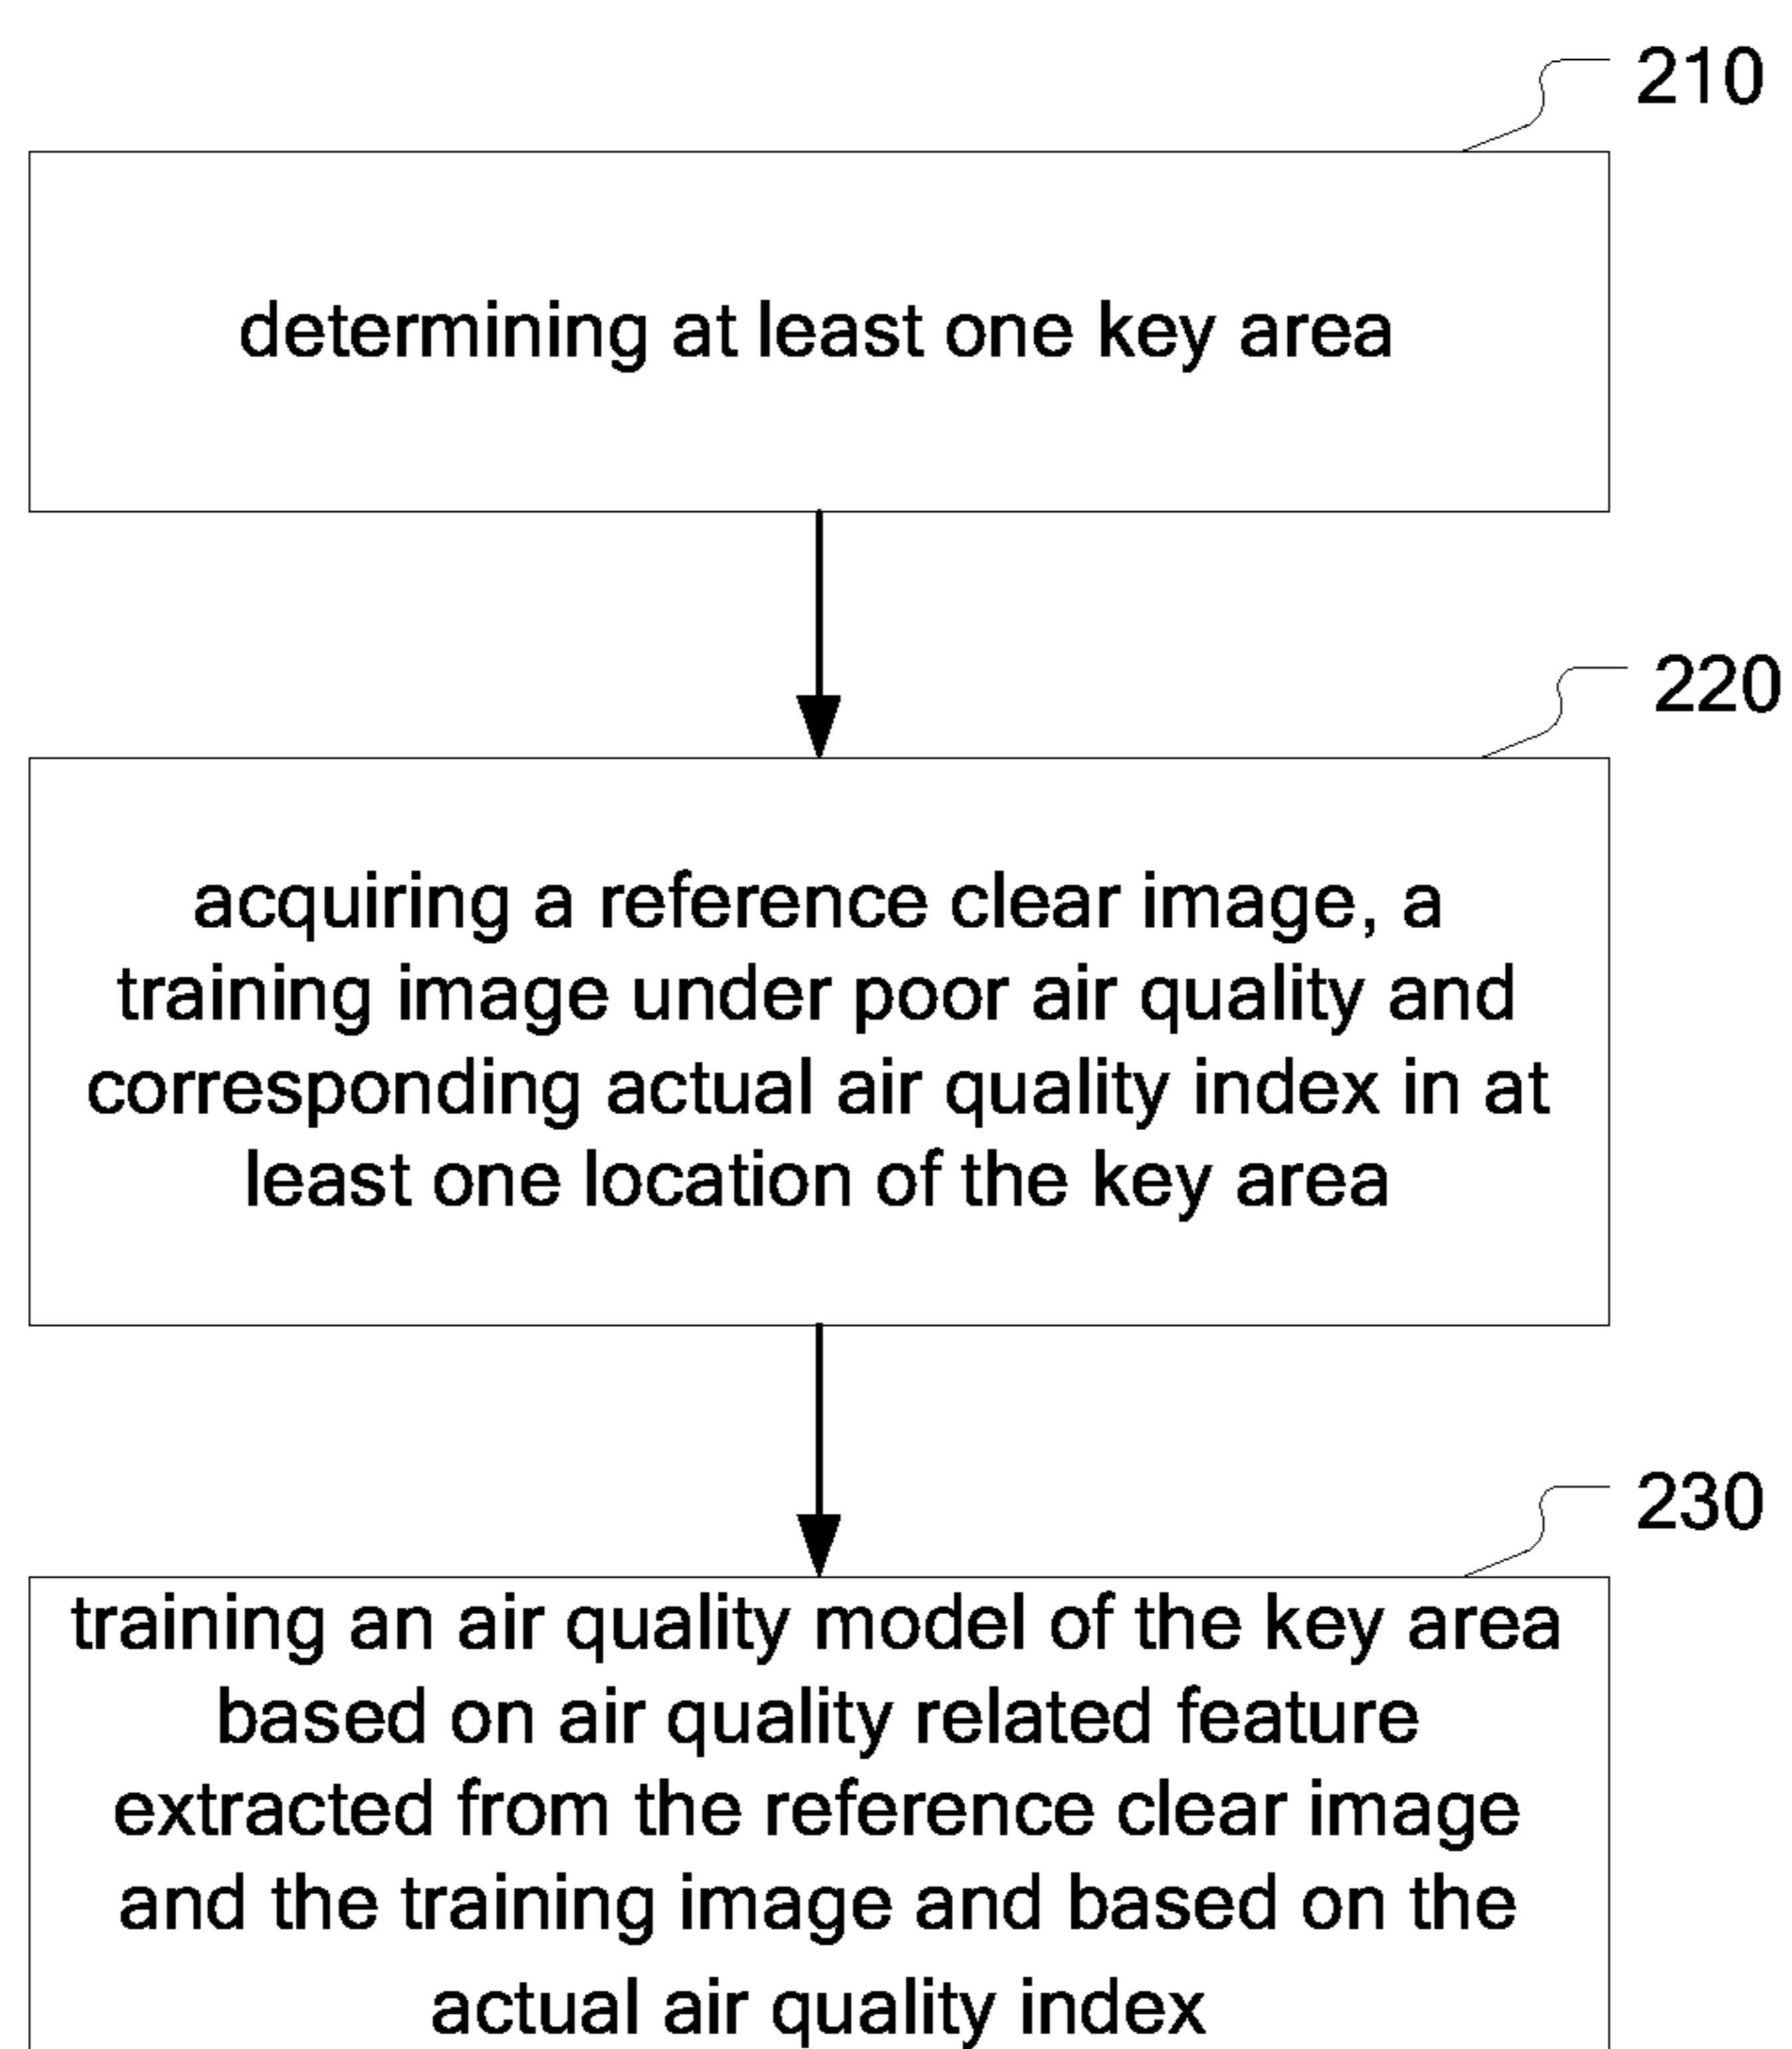 210
determining at least one key area
220
acquiring a reference clear image, a
training image under poor air quality and
corresponding actual air quality index in at
least one location of the key area
230
training an air quality model of the key area
based on air quality related feature
extracted from the reference clear image
and the training image and based on the
actual air quality index